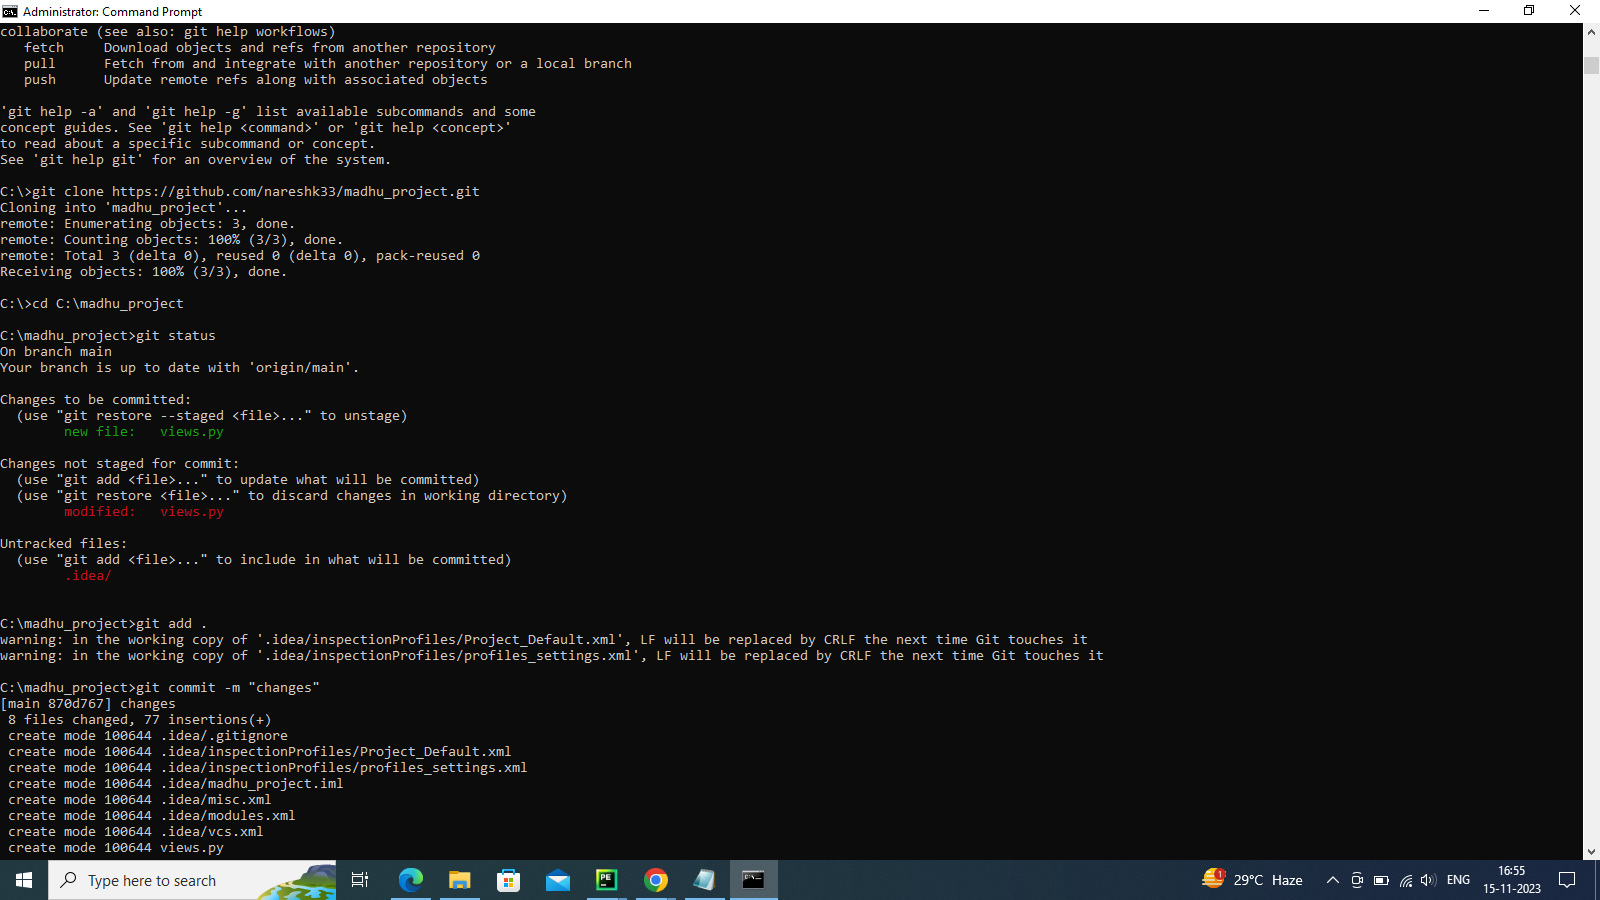 Administrator: Command Prompt
collaborate (see also: git help workflows)
   fetch     Download objects and refs from another repository
   pull      Fetch from and integrate with another repository or a local branch
   push      Update remote refs along with associated objects

'git help -a' and 'git help -g' list available subcommands and some
concept guides. See 'git help <command>' or 'git help <concept>'
to read about a specific subcommand or concept.
See 'git help git' for an overview of the system.

C:\>git clone https://github.com/nareshk33/madhu_project.git
Cloning into 'madhu_project'...
remote: Enumerating objects: 3, done.
remote: Counting objects: 100% (3/3), done.
remote: Total 3 (delta 0), reused 0 (delta 0), pack-reused 0
Receiving objects: 100% (3/3), done.

C:\>cd C:\madhu_project

C:\madhu_project>git status
On branch main
Your branch is up to date with 'origin/main'.

Changes to be committed:
  (use "git restore --staged <file>..." to unstage)
        new file:   views.py

Changes not staged for commit:
  (use "git add <file>..." to update what will be committed)
  (use "git restore <file>..." to discard changes in working directory)
        modified:   views.py

Untracked files:
  (use "git add <file>..." to include in what will be committed)
        .idea/


C:\madhu_project>git add .
warning: in the working copy of '.idea/inspectionProfiles/Project_Default.xml', LF will be replaced by CRLF the next time Git touches it
warning: in the working copy of '.idea/inspectionProfiles/profiles_settings.xml', LF will be replaced by CRLF the next time Git touches it

C:\madhu_project>git commit -m "changes"
[main 870d767] changes
 8 files changed, 77 insertions(+)
 create mode 100644 .idea/.gitignore
 create mode 100644 .idea/inspectionProfiles/Project_Default.xml
 create mode 100644 .idea/inspectionProfiles/profiles_settings.xml
 create mode 100644 .idea/madhu_project.iml
 create mode 100644 .idea/misc.xml
 create mode 100644 .idea/modules.xml
 create mode 100644 .idea/vcs.xml
 create mode 100644 views.py
Type here to search
PE
1
29°C Haze
ENG
16:55
15-11-2023